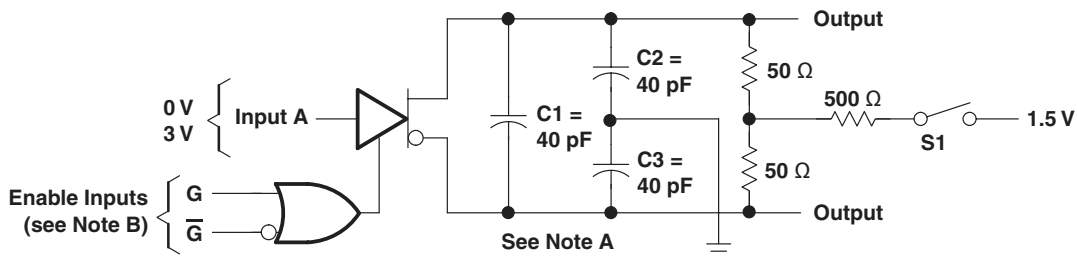 Output
C2 =
40 pF
50 Ω
500 Ω
0 V
3 V
Input A
C1 =
40 pF
1.5 V
S1
C3 =
40 pF
50 Ω
Enable Inputs
(see Note B)
G
G̅
Output
See Note A